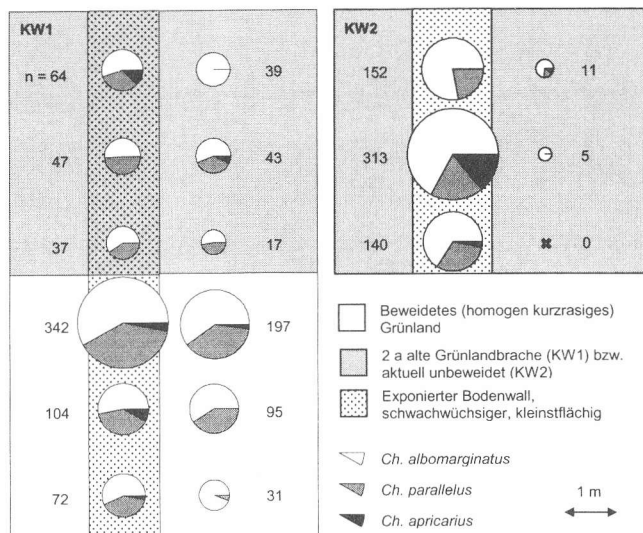 KW1
n = 64
39
47
43
37
17
342
197
104
95
72
31
KW2
152
11
313
5
140
0
Beweidetes (homogen kurzrasiges)
Grünland
2 a alte Grünlandbrache (KW1) bzw.
aktuell unbeweidet (KW2)
Exponierter Bodenwall,
schwachwüchsiger, kleinstflächig
Ch. albomarginatus
Ch. parallelus
Ch. apricarius
1 m